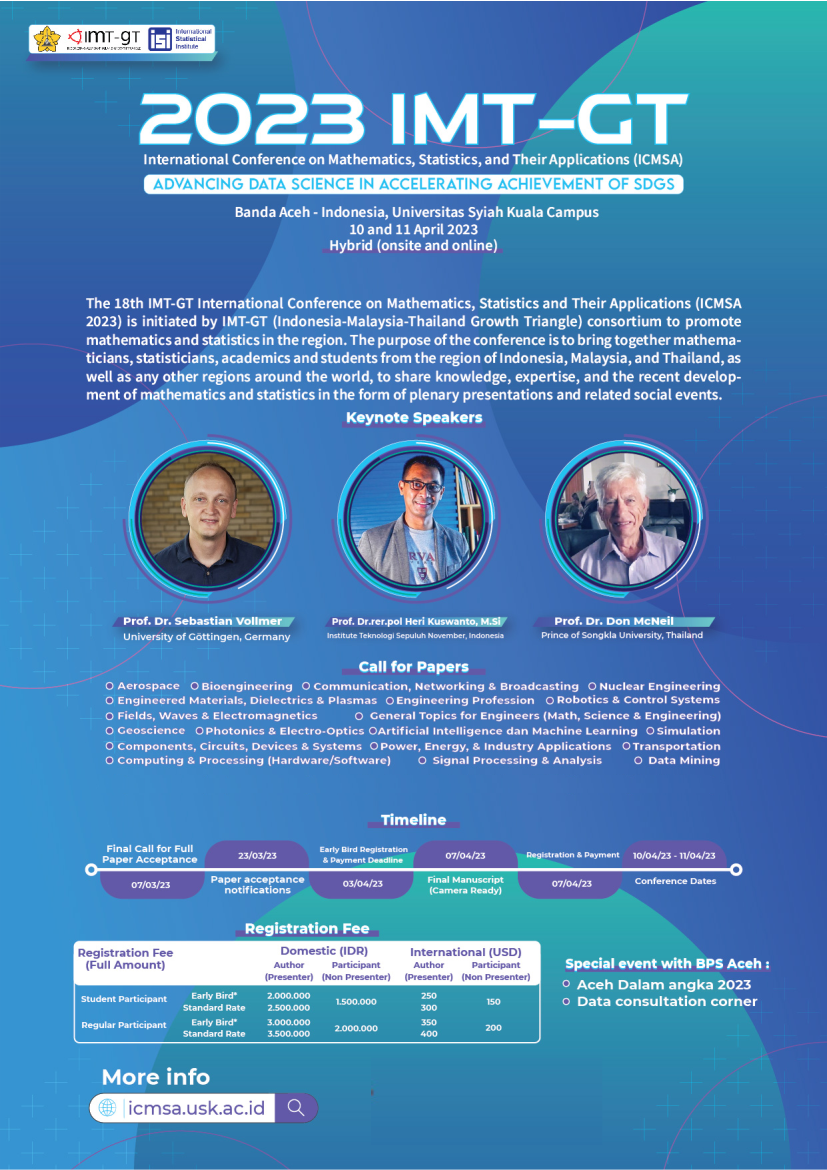 imt-gt
International
Statistical
Institute
isi
2023 IMT-GT
International Conference on Mathematics, Statistics, and Their Applications (ICMSA)
ADVANCING DATA SCIENCE IN ACCELERATING ACHIEVEMENT OF SDGS
Banda Aceh - Indonesia, Universitas Syiah Kuala Campus
10 and 11 April 2023
Hybrid (onsite and online)
The 18th IMT-GT International Conference on Mathematics, Statistics and Their Applications (ICMSA
2023) is initiated by IMT-GT (Indonesia-Malaysia-Thailand Growth Triangle) consortium to promote
mathematics and statistics in the region. The purpose of the conference is to bring together mathema-
ticians, statisticians, academics and students from the region of Indonesia, Malaysia, and Thailand, as
well as any other regions around the world, to share knowledge, expertise, and the recent develop-
ment of mathematics and statistics in the form of plenary presentations and related social events.
Keynote Speakers
Prof. Dr. Sebastian Vollmer
University of Göttingen, Germany
Prof. Dr.rer.pol Heri Kuswanto, M.Si
Institute Teknologi Sepuluh November, Indonesia
Prof. Dr. Don McNeil
Prince of Songkla University, Thailand
Call for Papers
Aerospace Bioengineering Communication, Networking & Broadcasting Nuclear Engineering
Engineered Materials, Dielectrics & Plasmas Engineering Profession Robotics & Control Systems
Fields, Waves & Electromagnetics General Topics for Engineers (Math, Science & Engineering)
Geoscience Photonics & Electro-Optics Artificial Intelligence dan Machine Learning Simulation
Components, Circuits, Devices & Systems Power, Energy, & Industry Applications Transportation
Computing & Processing (Hardware/Software) Signal Processing & Analysis Data Mining
Timeline
Final Call for Full
Paper Acceptance
07/03/23
23/03/23
Paper acceptance
notifications
Early Bird Registration
& Payment Deadline
03/04/23
07/04/23
Final Manuscript
(Camera Ready)
Registration & Payment
07/04/23
10/04/23 - 11/04/23
Conference Dates
Registration Fee
Registration Fee
(Full Amount)
Domestic (IDR) International (USD)
Author Participant Author Participant
(Presenter) (Non Presenter) (Presenter) (Non Presenter)
Student Participant
Early Bird* 2.000.000 250
Standard Rate 2.500.000 300
1.500.000 150
Regular Participant
Early Bird* 3.000.000 350
Standard Rate 3.500.000 400
2.000.000 200
Special event with BPS Aceh :
Aceh Dalam angka 2023
Data consultation corner
More info
icmsa.usk.ac.id